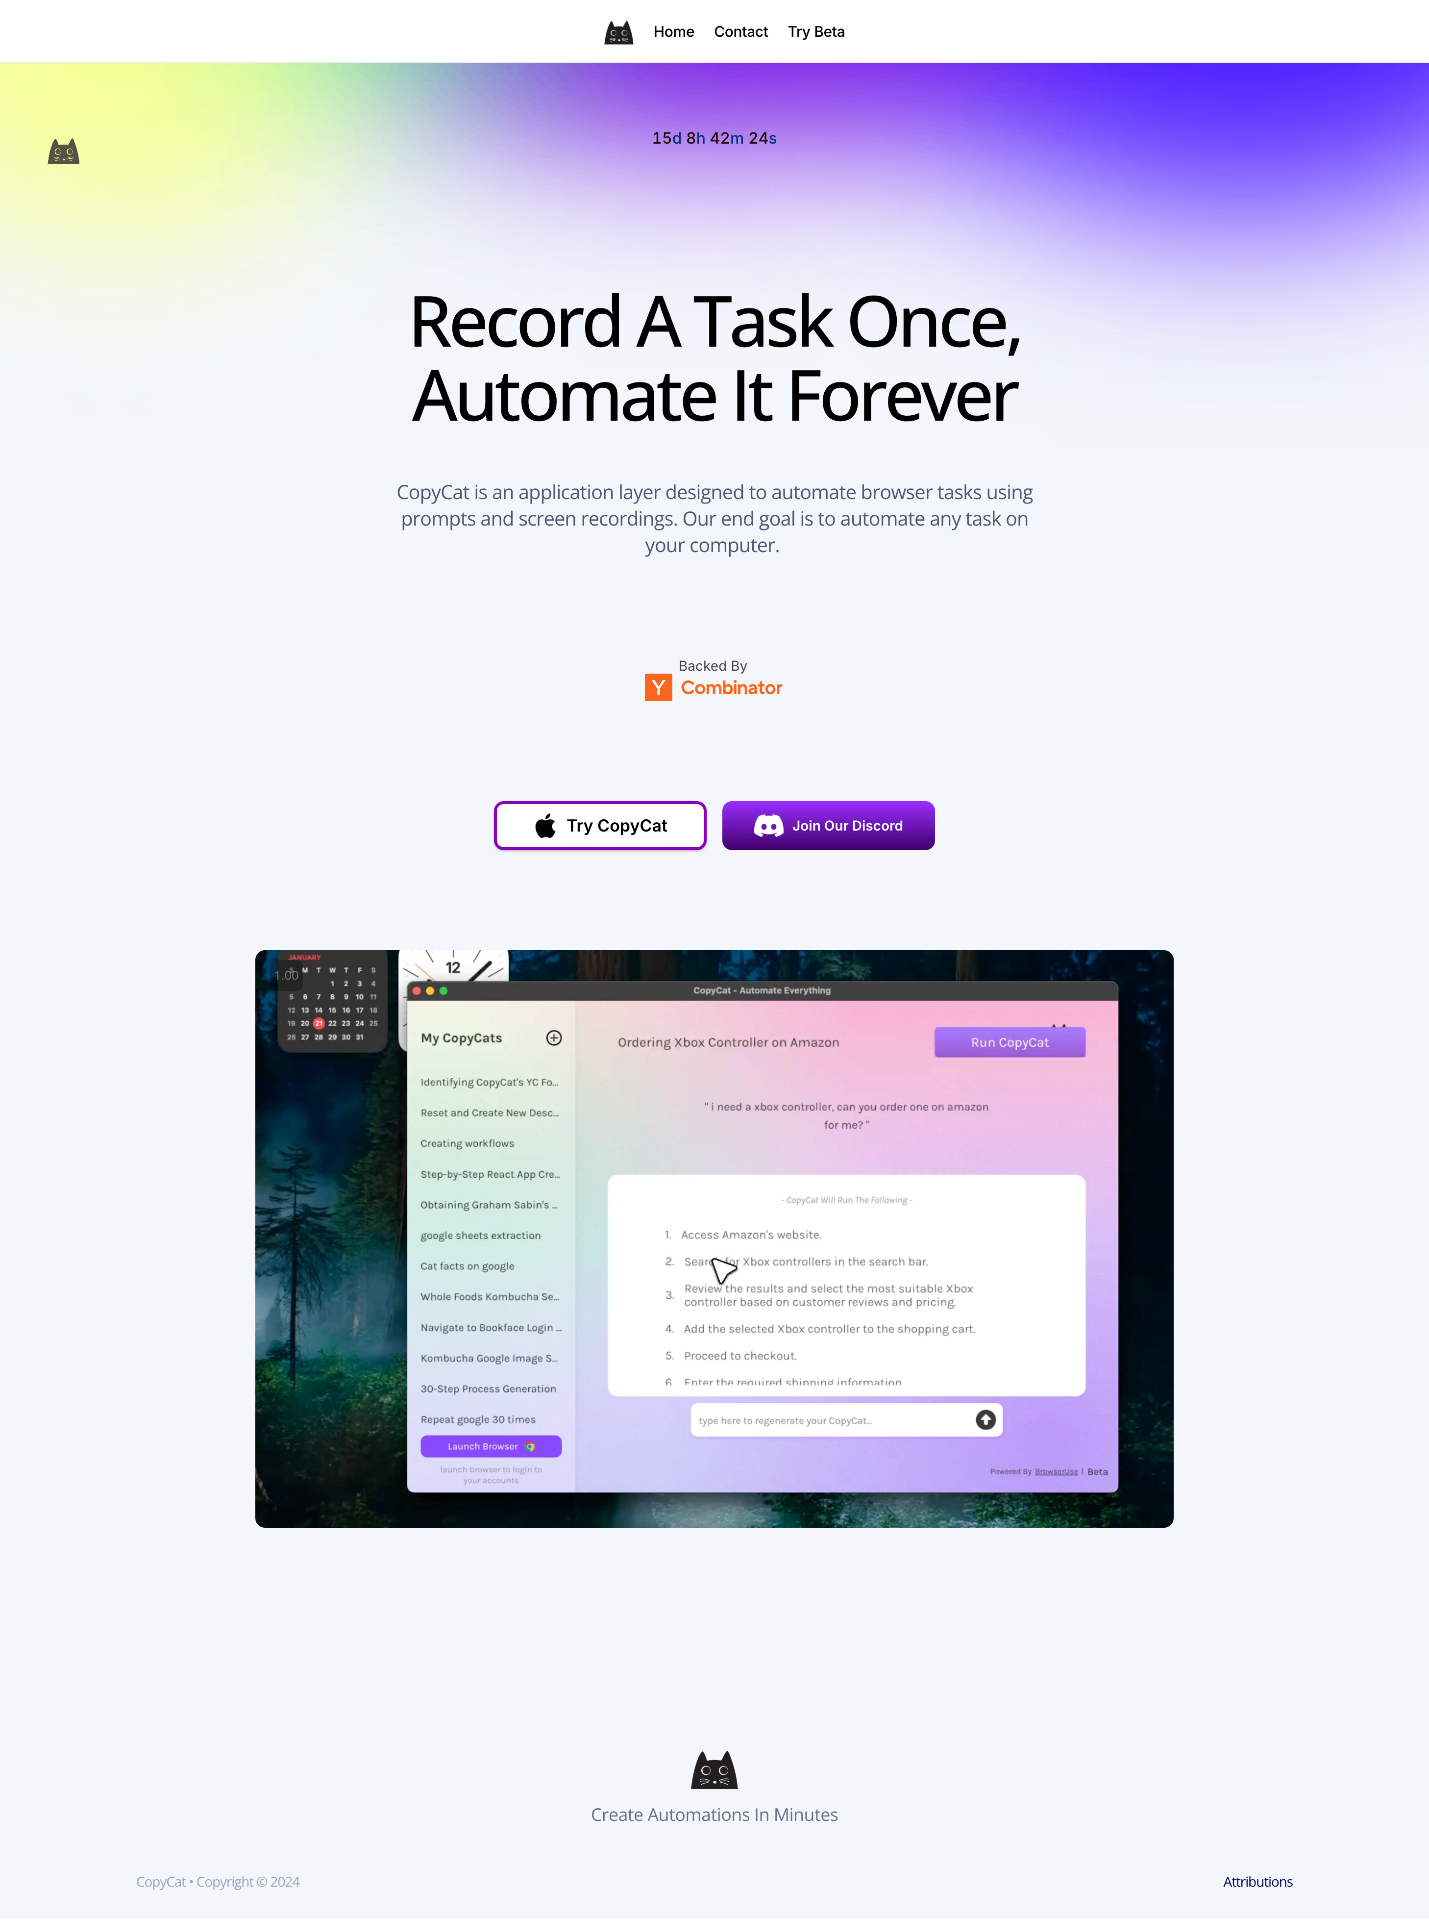 Home Contact Try Beta
15d 8h 42m 24s
Record A Task Once,
Automate It Forever
CopyCat is an application layer designed to automate browser tasks using
prompts and screen recordings. Our end goal is to automate any task on
your computer.
Backed By
Y Combinator
Try CopyCat
Join Our Discord
JANUARY
1.00
M T W T F S
1 2 3 4
5 6 7 8 9 10 11
12 13 14 15 16 17 18
19 20 21 22 23 24 25
26 27 28 29 30 31
12
CopyCat - Automate Everything
My CopyCats
Identifying CopyCat's YC Fo...
Reset and Create New Desc...
Creating workflows
Step-by-Step React App Cre...
Obtaining Graham Sabin's ...
google sheets extraction
Cat facts on google
Whole Foods Kombucha Se...
Navigate to Bookface Login ...
Kombucha Google Image S...
30-Step Process Generation
Repeat google 30 times
Launch Browser
launch browser to login to
your accounts
Ordering Xbox Controller on Amazon
Run CopyCat
" i need a xbox controller, can you order one on amazon
for me? "
- CopyCat Will Run The Following -
1. Access Amazon's website.
2. Search for Xbox controllers in the search bar.
3. Review the results and select the most suitable Xbox
controller based on customer reviews and pricing.
4. Add the selected Xbox controller to the shopping cart.
5. Proceed to checkout.
6. Enter the required shipping information
type here to regenerate your CopyCat...
Powered By BrowserUse | Beta
Create Automations In Minutes
CopyCat • Copyright © 2024
Attributions